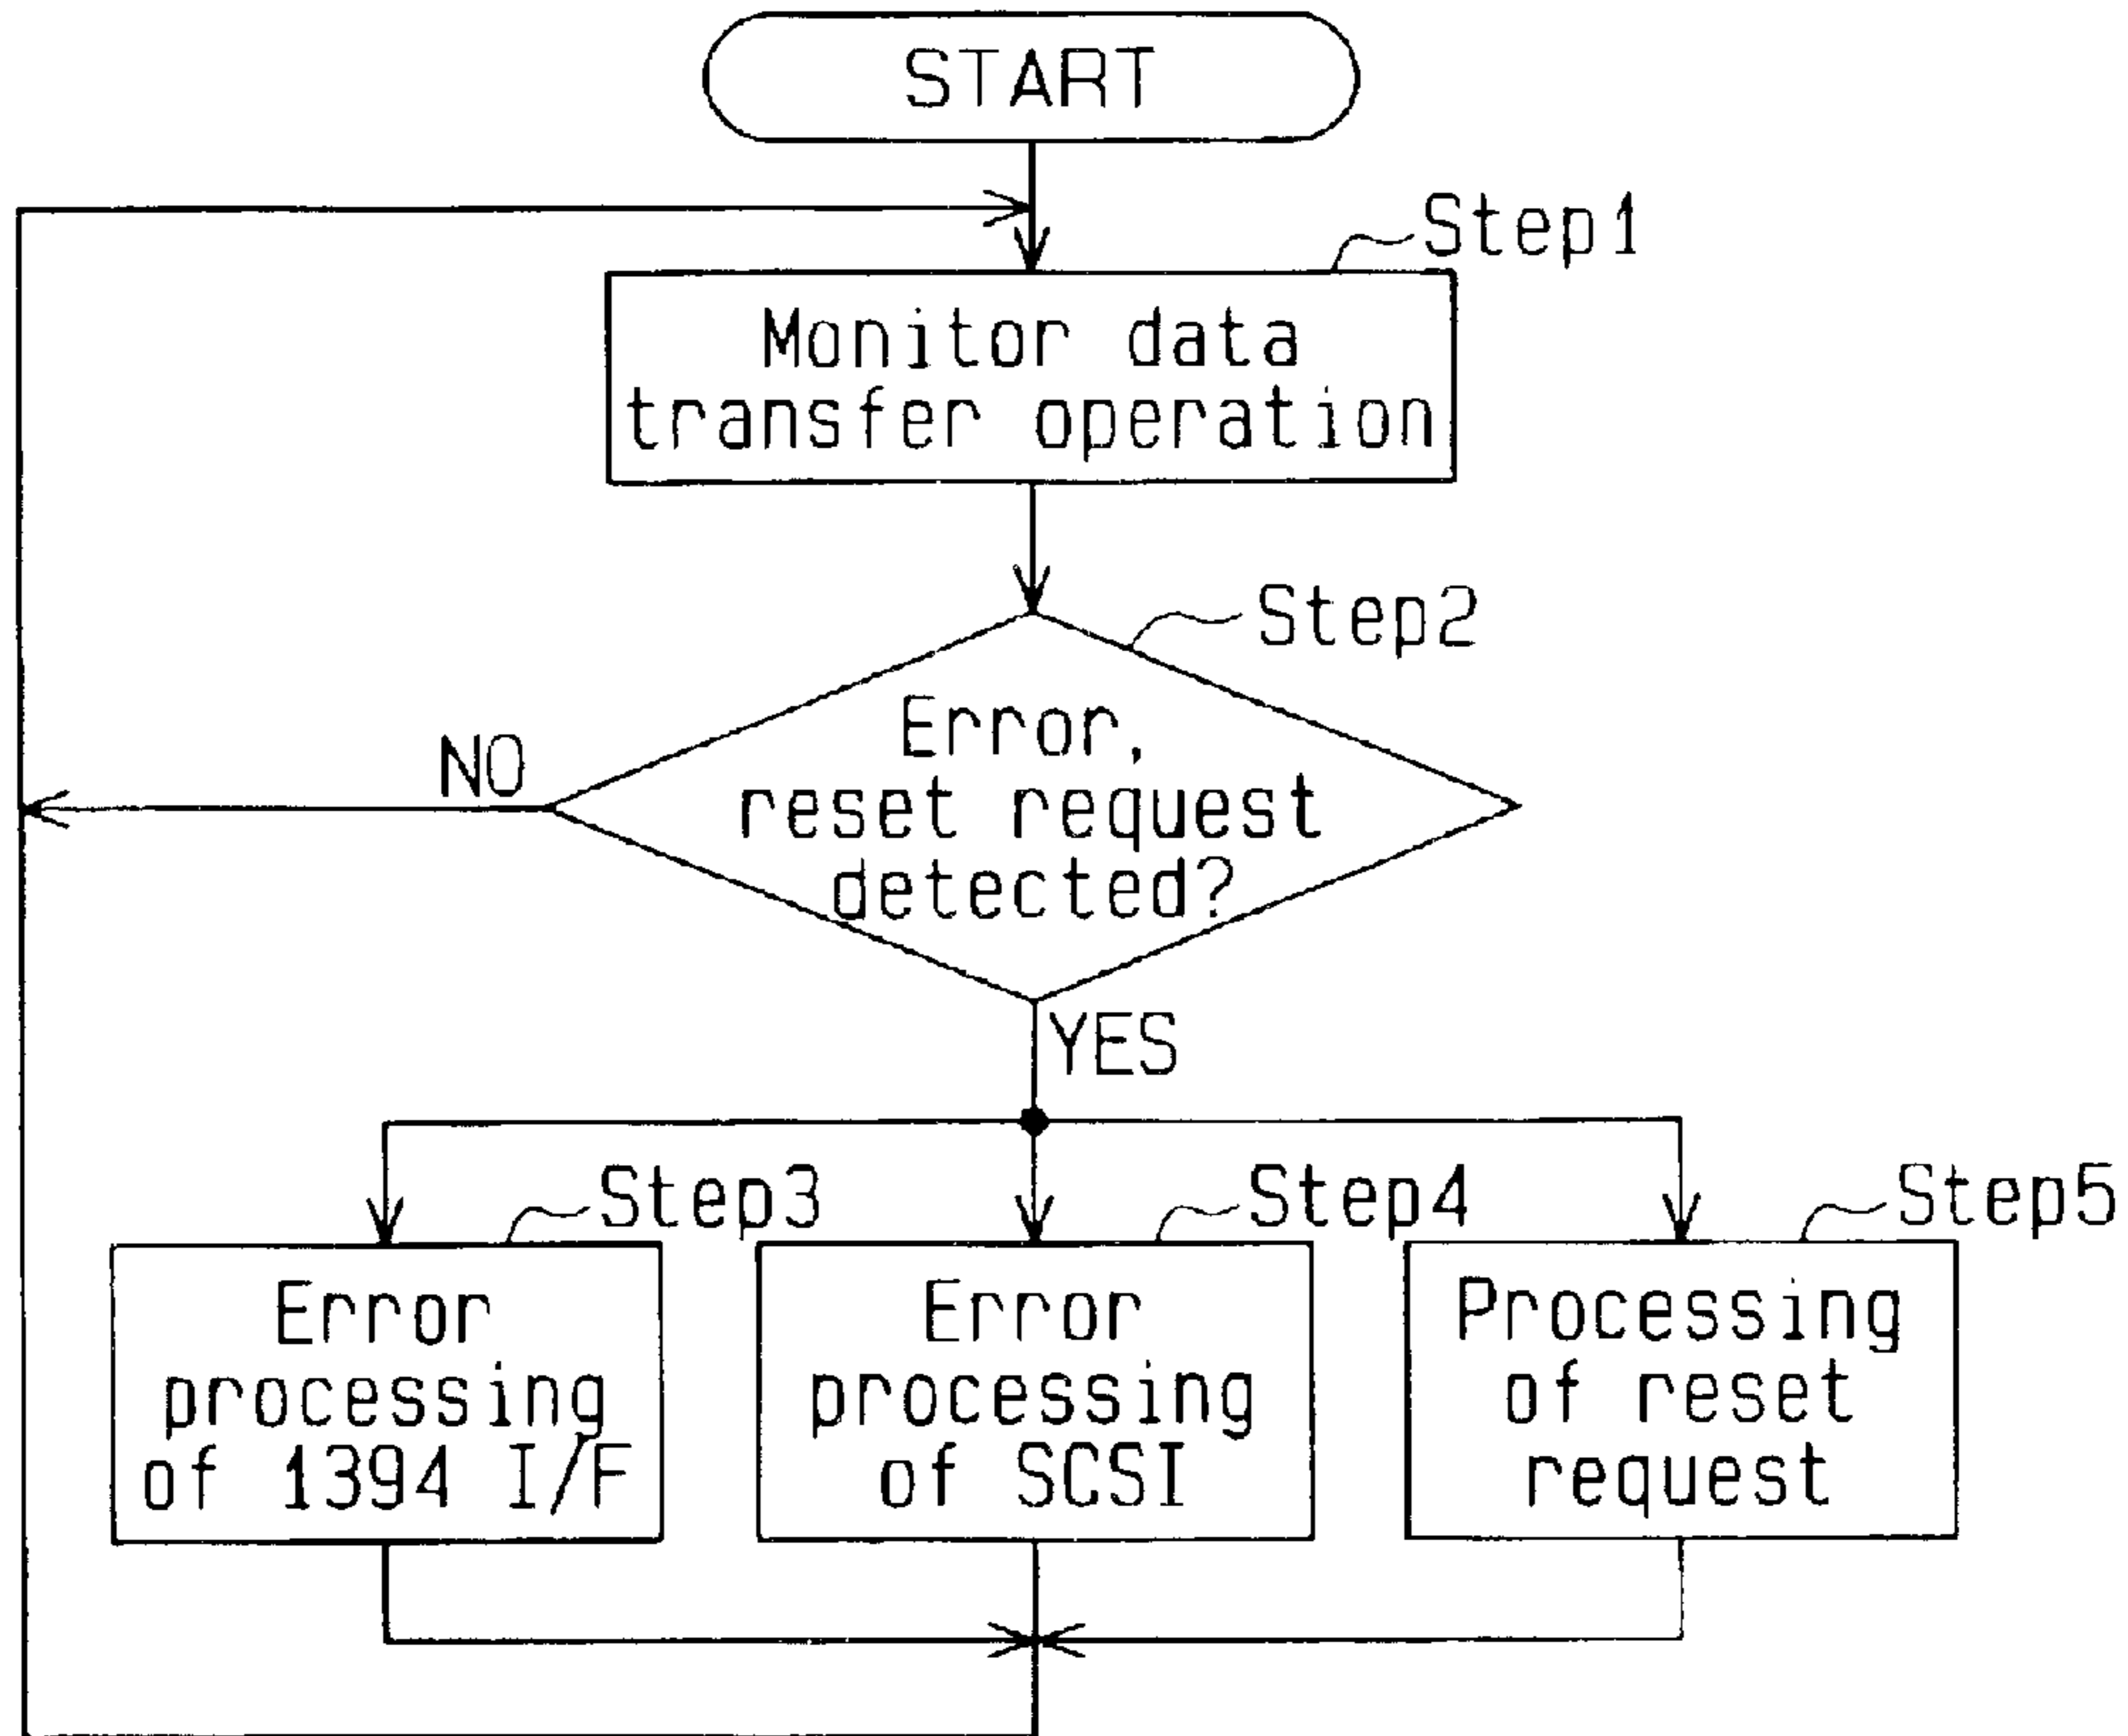 START
Step1
Monitor data
transfer operation
Step2
Error,
reset request
detected?
NO
YES
Step3
Step4
Step5
Error
processing
of 1394 I/F
Error
processing
of SCSI
Processing
of reset
request